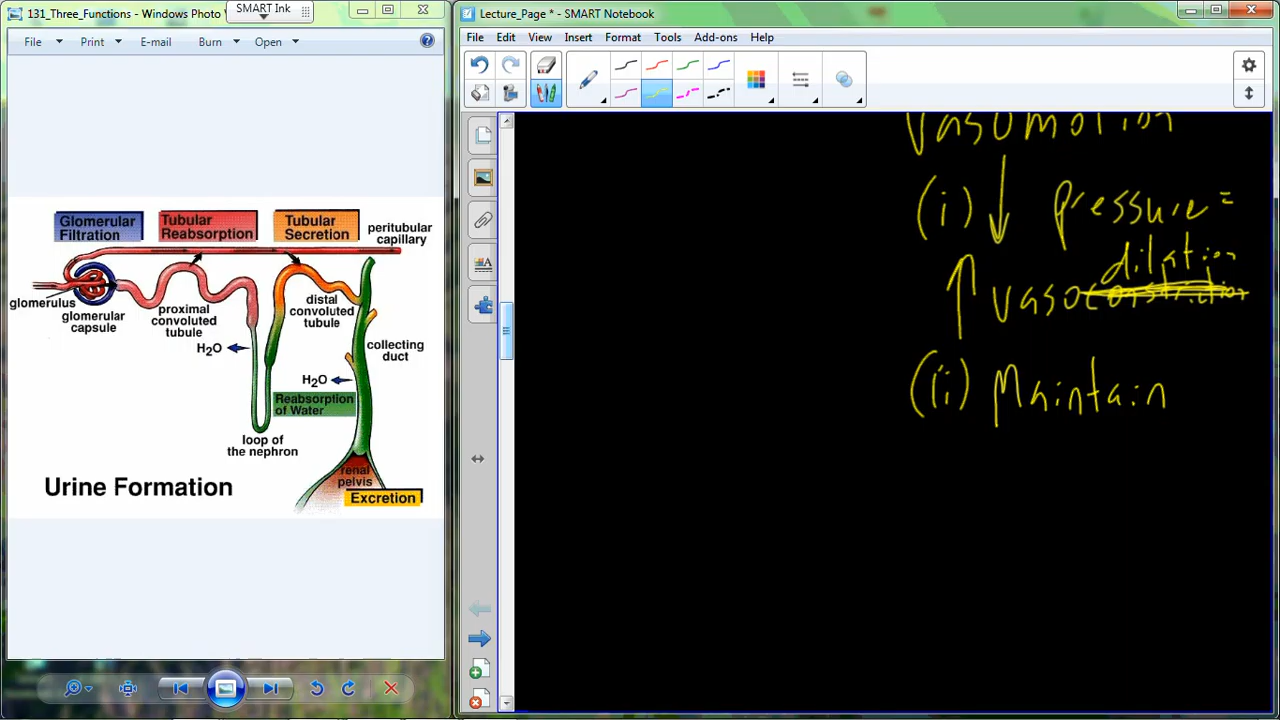 131_Three_Functions - Windows Photo
SMART Ink
File
Print
E-mail
Burn
Open
Glomerular
Filtration
Tubular
Reabsorption
Tubular
Secretion
peritubular
capillary
glomerulus
glomerular
capsule
proximal
convoluted
tubule
distal
convoluted
tubule
H2O
collecting
duct
H2O
Reabsorption
of Water
loop of
the nephron
renal
pelvis
Excretion
Urine Formation
Lecture_Page * - SMART Notebook
File Edit View Insert Format Tools Add-ons Help
Vasomotion
(i) ↓ pressure =
dilation
↑ vasoconstriction
(ii) Maintain